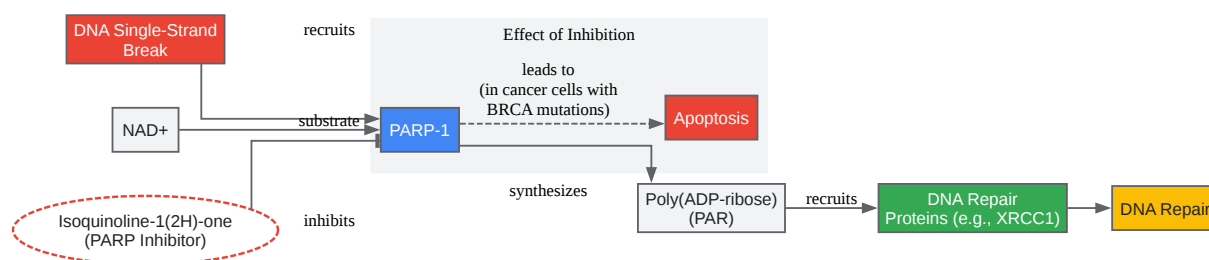 DNA Single-Strand
Break
recruits
Effect of Inhibition
leads to
(in cancer cells with
BRCA mutations)
NAD+
substrate
PARP-1
Apoptosis
Isoquinoline-1(2H)-one
(PARP Inhibitor)
inhibits
synthesizes
Poly(ADP-ribose)
(PAR)
recruits
DNA Repair
Proteins (e.g., XRCC1)
DNA Repair